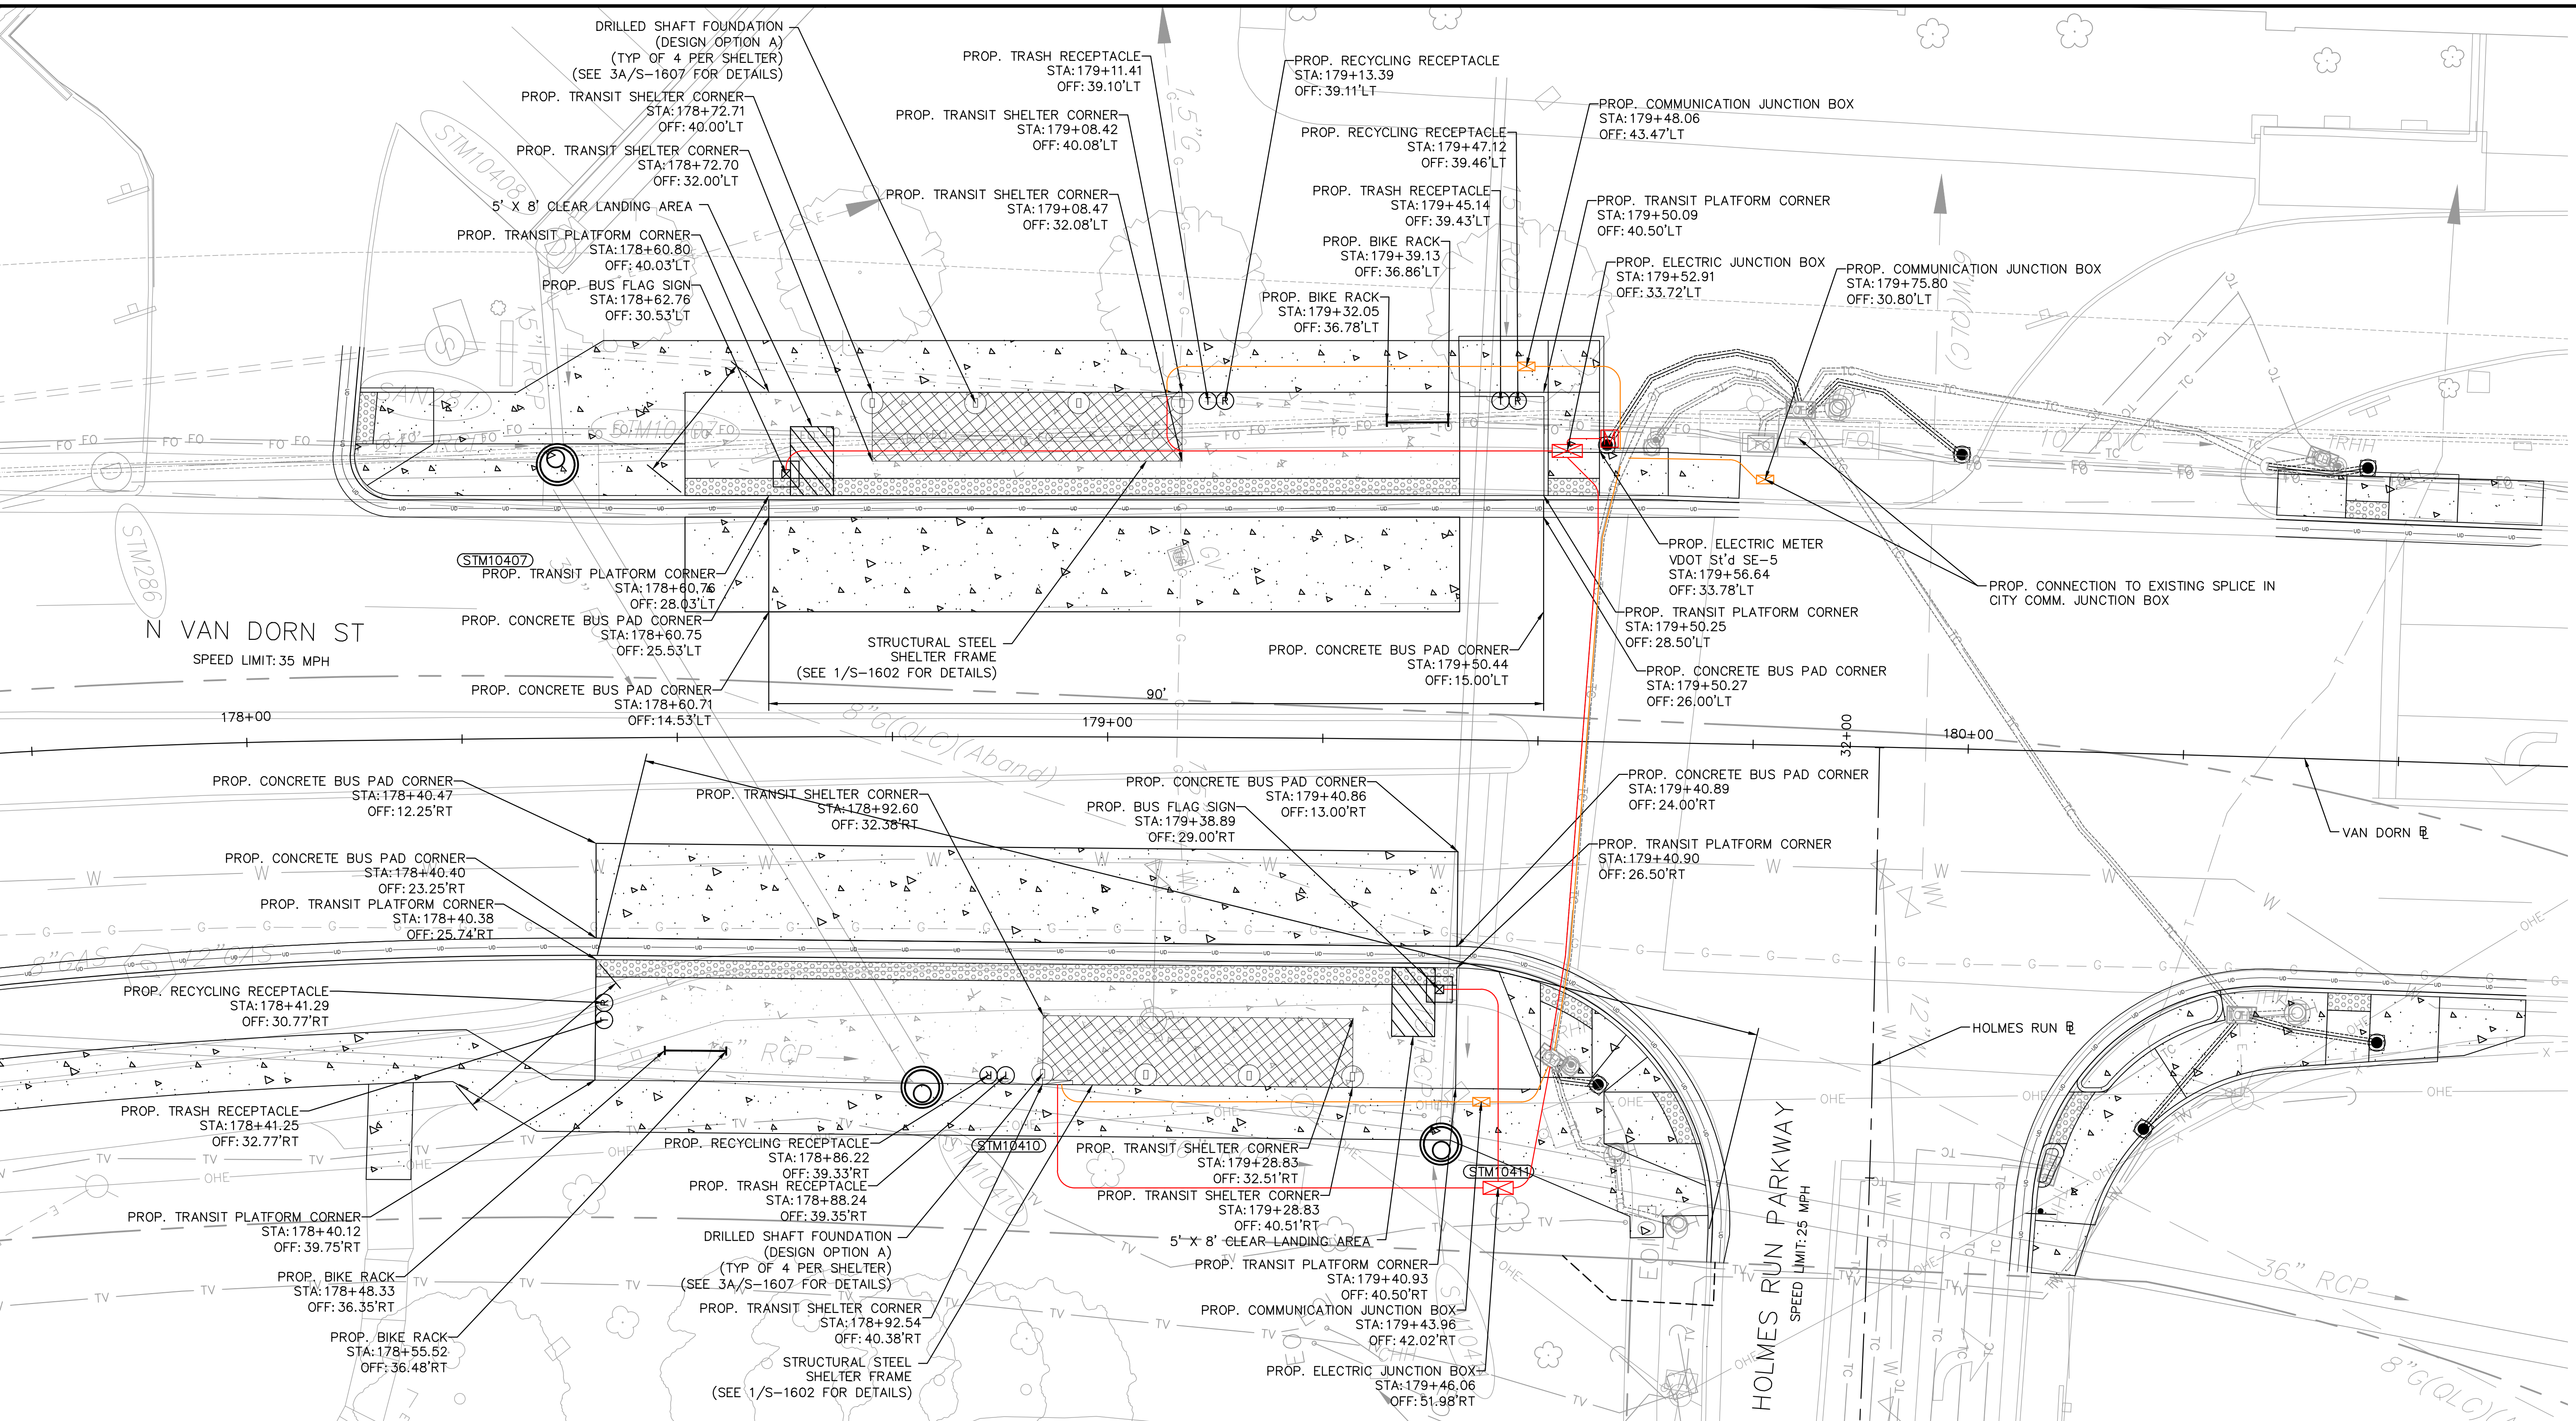 DRILLED SHAFT FOUNDATION
(DESIGN OPTION A)
(TYP OF 4 PER SHELTER)
(SEE 3A/S-1607 FOR DETAILS)
PROP. TRANSIT SHELTER CORNER
STA:178+72.71
OFF: 40.00'LT
PROP. TRANSIT SHELTER CORNER
STA:178+72.70
OFF: 32.00'LT
5' X 8' CLEAR LANDING AREA
PROP. TRANSIT PLATFORM CORNER
STA:178+60.80
OFF: 40.03'LT
PROP. BUS FLAG SIGN
STA:178+62.76
OFF: 30.53'LT
PROP. TRASH RECEPTACLE
STA:179+11.41
OFF: 39.10'LT
PROP. TRANSIT SHELTER CORNER
STA:179+08.42
OFF: 40.08'LT
PROP. TRANSIT SHELTER CORNER
STA:179+08.47
OFF: 32.08'LT
PROP. RECYCLING RECEPTACLE
STA:179+13.39
OFF: 39.11'LT
PROP. RECYCLING RECEPTACLE
STA:179+47.12
OFF: 39.46'LT
PROP. TRASH RECEPTACLE
STA:179+45.14
OFF: 39.43'LT
PROP. BIKE RACK
STA:179+39.13
OFF: 36.86'LT
PROP. BIKE RACK
STA:179+32.05
OFF: 36.78'LT
PROP. COMMUNICATION JUNCTION BOX
STA:179+48.06
OFF: 43.47'LT
PROP. TRANSIT PLATFORM CORNER
STA:179+50.09
OFF: 40.50'LT
PROP. ELECTRIC JUNCTION BOX
STA:179+52.91
OFF: 33.72'LT
PROP. COMMUNICATION JUNCTION BOX
STA:179+75.80
OFF: 30.80'LT
STM10408
15"G
15" RCP
15" RCP
6"W(QLC)
STM286
STM10407
PROP. TRANSIT PLATFORM CORNER
STA:178+60.76
OFF: 28.03'LT
PROP. CONCRETE BUS PAD CORNER
STA:178+60.75
OFF: 25.53'LT
PROP. CONCRETE BUS PAD CORNER
STA:178+60.71
OFF: 14.53'LT
N VAN DORN ST
SPEED LIMIT: 35 MPH
STRUCTURAL STEEL
SHELTER FRAME
(SEE 1/S-1602 FOR DETAILS)
GV
PROP. CONCRETE BUS PAD CORNER
STA:179+50.44
OFF: 15.00'LT
PROP. ELECTRIC METER
VDOT St'd SE-5
STA:179+56.64
OFF: 33.78'LT
PROP. TRANSIT PLATFORM CORNER
STA:179+50.25
OFF: 28.50'LT
PROP. CONCRETE BUS PAD CORNER
STA:179+50.27
OFF: 26.00'LT
PROP. CONNECTION TO EXISTING SPLICE IN
CITY COMM. JUNCTION BOX
90'
178+00
179+00
180+00
32+00
8"G(QLC)(Aband)
VAN DORN BL
PROP. CONCRETE BUS PAD CORNER
STA:178+40.47
OFF: 12.25'RT
PROP. CONCRETE BUS PAD CORNER
STA:178+40.40
OFF: 23.25'RT
PROP. TRANSIT PLATFORM CORNER
STA:178+40.38
OFF: 25.74'RT
8"GAS
12"GAS
PROP. TRANSIT SHELTER CORNER
STA:178+92.60
OFF: 32.38'RT
PROP. CONCRETE BUS PAD CORNER
STA:179+40.86
OFF: 13.00'RT
PROP. BUS FLAG SIGN
STA:179+38.89
OFF: 29.00'RT
PROP. CONCRETE BUS PAD CORNER
STA:179+40.89
OFF: 24.00'RT
PROP. TRANSIT PLATFORM CORNER
STA:179+40.90
OFF: 26.50'RT
PROP. RECYCLING RECEPTACLE
STA:178+41.29
OFF: 30.77'RT
PROP. TRASH RECEPTACLE
STA:178+41.25
OFF: 32.77'RT
PROP. TRANSIT PLATFORM CORNER
STA:178+40.12
OFF: 39.75'RT
PROP. BIKE RACK
STA:178+48.33
OFF: 36.35'RT
PROP. BIKE RACK
STA:178+55.52
OFF: 36.48'RT
PROP. RECYCLING RECEPTACLE
STA:178+86.22
OFF: 39.33'RT
PROP. TRASH RECEPTACLE
STA:178+88.24
OFF: 39.35'RT
DRILLED SHAFT FOUNDATION
(DESIGN OPTION A)
(TYP OF 4 PER SHELTER)
(SEE 3A/S-1607 FOR DETAILS)
PROP. TRANSIT SHELTER CORNER
STA:178+92.54
OFF: 40.38'RT
STRUCTURAL STEEL
SHELTER FRAME
(SEE 1/S-1602 FOR DETAILS)
STM10410
STM10411
PROP. TRANSIT SHELTER CORNER
STA:179+28.83
OFF: 32.51'RT
PROP. TRANSIT SHELTER CORNER
STA:179+28.83
OFF: 40.51'RT
5' X 8' CLEAR LANDING AREA
PROP. TRANSIT PLATFORM CORNER
STA:179+40.93
OFF: 40.50'RT
PROP. COMMUNICATION JUNCTION BOX
STA:179+43.96
OFF: 42.02'RT
PROP. ELECTRIC JUNCTION BOX
STA:179+46.06
OFF: 51.98'RT
HOLMES RUN BL
HOLMES RUN PARKWAY
SPEED LIMIT: 25 MPH
12"W
36" RCP